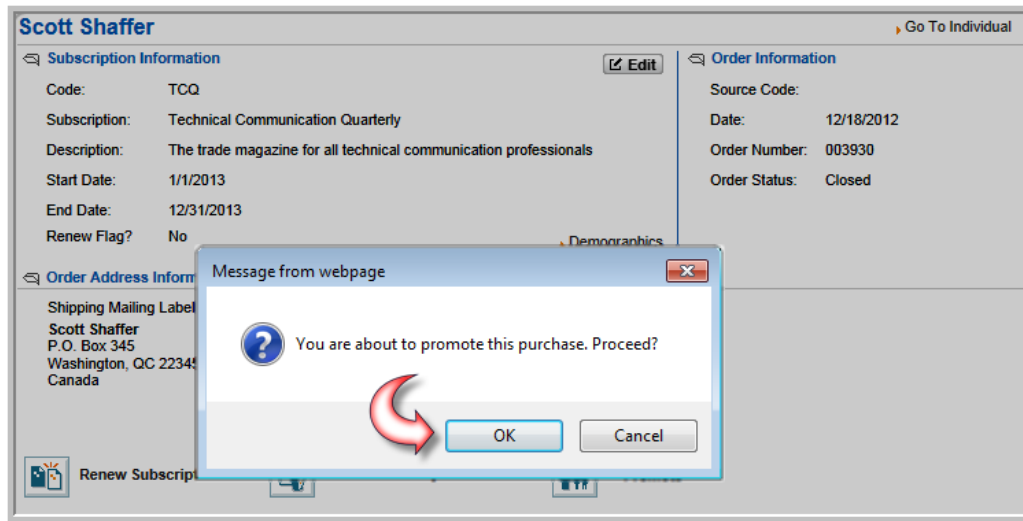 Scott Shaffer
Go To Individual
Subscription Information
Edit
Code: TCQ
Subscription: Technical Communication Quarterly
Description: The trade magazine for all technical communication professionals
Start Date: 1/1/2013
End Date: 12/31/2013
Renew Flag? No
Demographics
Order Information
Source Code:
Date: 12/18/2012
Order Number: 003930
Order Status: Closed
Order Address Inform
Shipping Mailing Label
Scott Shaffer
P.O. Box 345
Washington, QC 22345
Canada
Message from webpage
You are about to promote this purchase. Proceed?
OK
Cancel
Renew Subscript